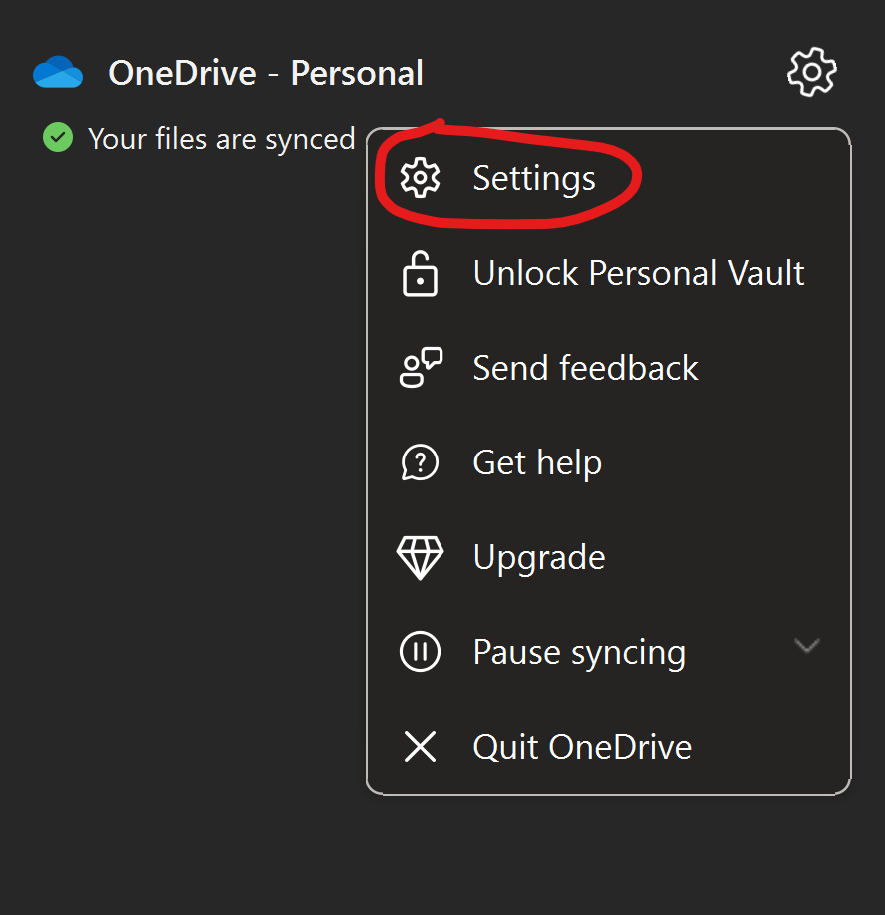 OneDrive - Personal
Your files are synced
Settings
Unlock Personal Vault
Send feedback
Get help
Upgrade
Pause syncing
Quit OneDrive